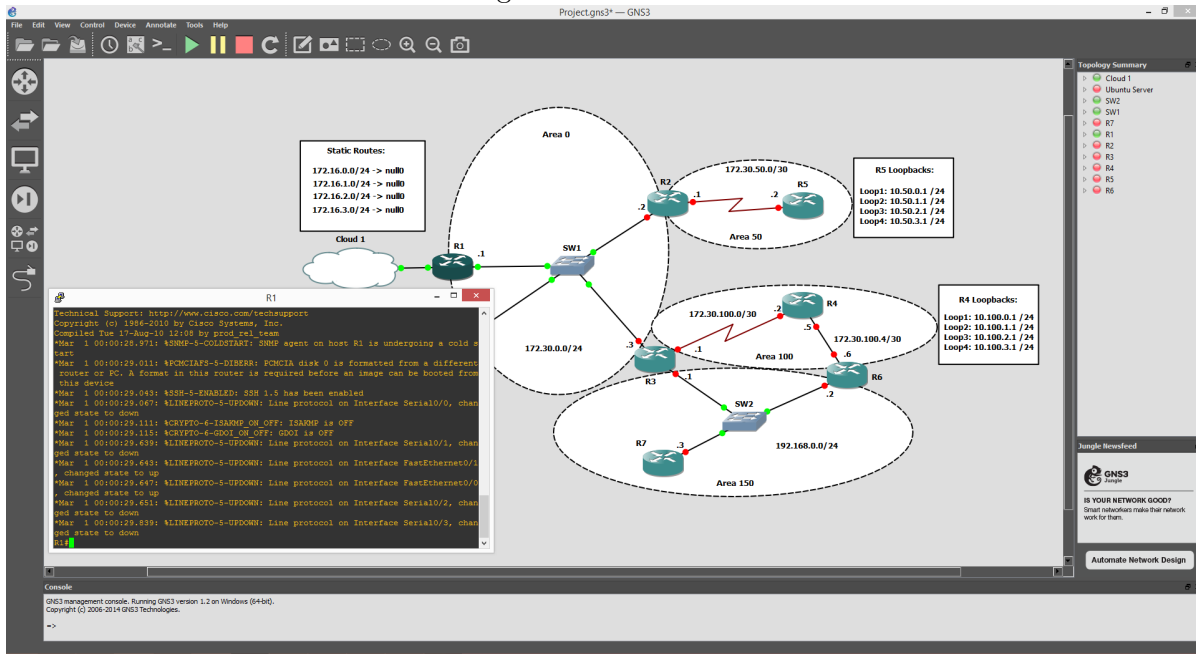 Project.gns3* — GNS3
File Edit View Control Device Annotate Tools Help
Topology Summary
Cloud 1
Ubuntu Server
SW2
SW1
R7
R1
R2
R3
R4
R5
R6
Area 0
Static Routes:
172.16.0.0/24 -> null0
172.16.1.0/24 -> null0
172.16.2.0/24 -> null0
172.16.3.0/24 -> null0
172.30.50.0/30
R2
.1
.2
R5
.2
Area 50
R5 Loopbacks:
Loop1: 10.50.0.1 /24
Loop2: 10.50.1.1 /24
Loop3: 10.50.2.1 /24
Loop4: 10.50.3.1 /24
Cloud 1
R1
.1
SW1
R4 Loopbacks:
Loop1: 10.100.0.1 /24
Loop2: 10.100.1.1 /24
Loop3: 10.100.2.1 /24
Loop4: 10.100.3.1 /24
172.30.100.0/30
.2
R4
.5
172.30.100.4/30
172.30.0.0/24
.3
.1
Area 100
.6
R3
.1
R6
.2
SW2
R7
.3
192.168.0.0/24
Area 150
R1
Technical Support: http://www.cisco.com/techsupport
Copyright (c) 1986-2010 by Cisco Systems, Inc.
Compiled Tue 17-Aug-10 12:08 by prod_rel_team
*Mar  1 00:00:28.971: %SNMP-5-COLDSTART: SNMP agent on host R1 is undergoing a cold s
tart
*Mar  1 00:00:29.011: %PCMCIAFS-5-DIBERR: PCMCIA disk 0 is formatted from a different
router or PC. A format in this router is required before an image can be booted from
this device
*Mar  1 00:00:29.043: %SSH-5-ENABLED: SSH 1.5 has been enabled
*Mar  1 00:00:29.067: %LINEPROTO-5-UPDOWN: Line protocol on Interface Serial0/0, chan
ged state to down
*Mar  1 00:00:29.111: %CRYPTO-6-ISAKMP_ON_OFF: ISAKMP is OFF
*Mar  1 00:00:29.115: %CRYPTO-6-GDOI_ON_OFF: GDOI is OFF
*Mar  1 00:00:29.639: %LINEPROTO-5-UPDOWN: Line protocol on Interface Serial0/1, chan
ged state to down
*Mar  1 00:00:29.643: %LINEPROTO-5-UPDOWN: Line protocol on Interface FastEthernet0/1
, changed state to up
*Mar  1 00:00:29.647: %LINEPROTO-5-UPDOWN: Line protocol on Interface FastEthernet0/0
, changed state to up
*Mar  1 00:00:29.651: %LINEPROTO-5-UPDOWN: Line protocol on Interface Serial0/2, chan
ged state to down
*Mar  1 00:00:29.839: %LINEPROTO-5-UPDOWN: Line protocol on Interface Serial0/3, chan
ged state to down
R1#
Jungle Newsfeed
GNS3
Jungle
IS YOUR NETWORK GOOD?
Smart networkers make their network
work for them.
Automate Network Design
Console
GNS3 management console. Running GNS3 version 1.2 on Windows (64-bit).
Copyright (c) 2006-2014 GNS3 Technologies.
=>